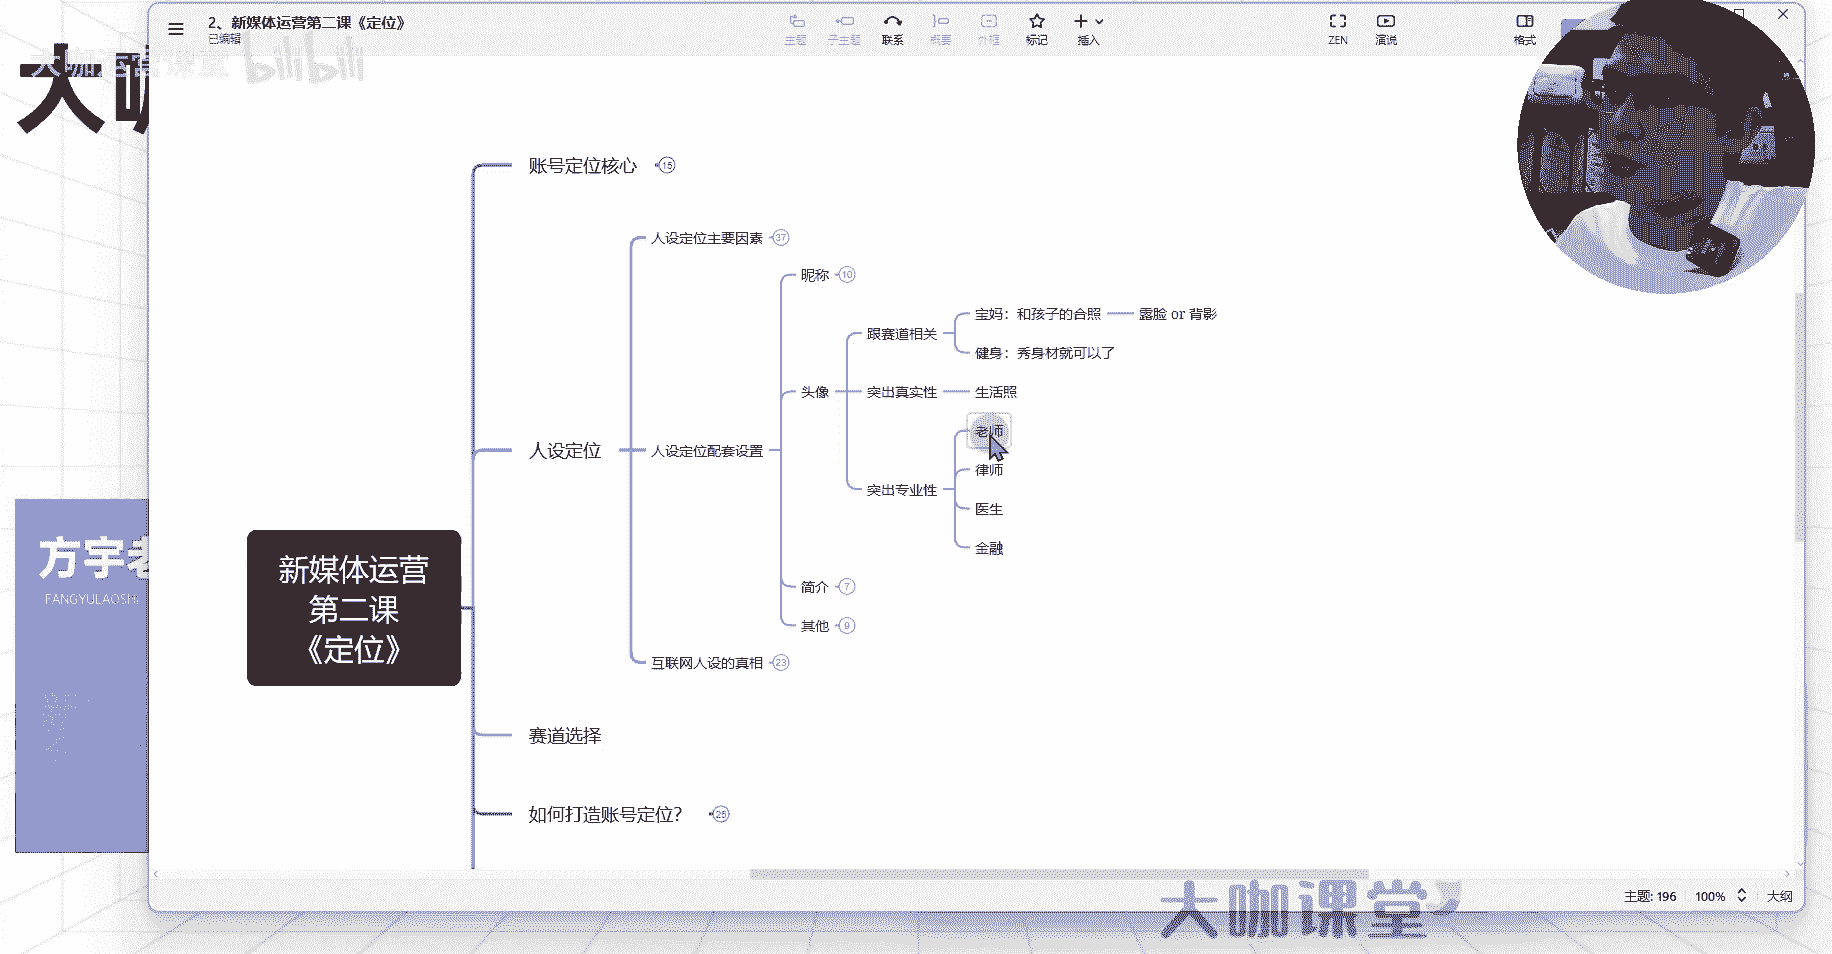 2、新媒体运营第二课《定位》
已编辑
主题
子主题
联系
概要
外框
标记
插入
ZEN
演说
格式
大咖运营课堂
bilibili
大
账号定位核心 15
人设定位主要因素 37
昵称 10
宝妈：和孩子的合照 露脸 or 背影
跟赛道相关
健身：秀身材就可以了
头像
突出真实性 生活照
老师
人设定位
人设定位配套设置
律师
突出专业性
医生
金融
新媒体运营
第二课
《定位》
简介 7
其他 9
互联网人设的真相 23
赛道选择
如何打造账号定位？ 25
方宇老
FANGYULAOSHI
主题: 196
100%
大纲
大咖课堂